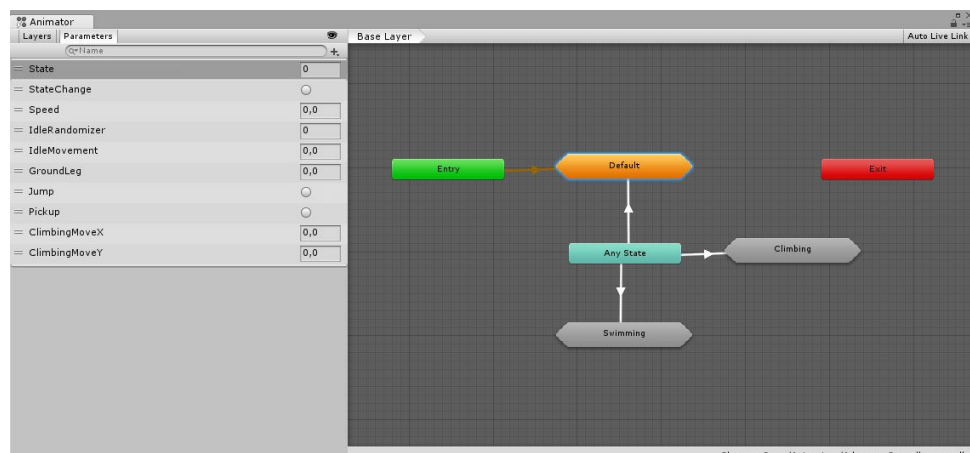 Animator
Layers Parameters
Name
State 0
StateChange
Speed 0,0
IdleRandomizer 0
IdleMovement 0,0
GroundLeg 0,0
Jump
Pickup
ClimbingMoveX 0,0
ClimbingMoveY 0,0
Base Layer Auto Live Link
Entry Default Exit
Any State Climbing
Swimming